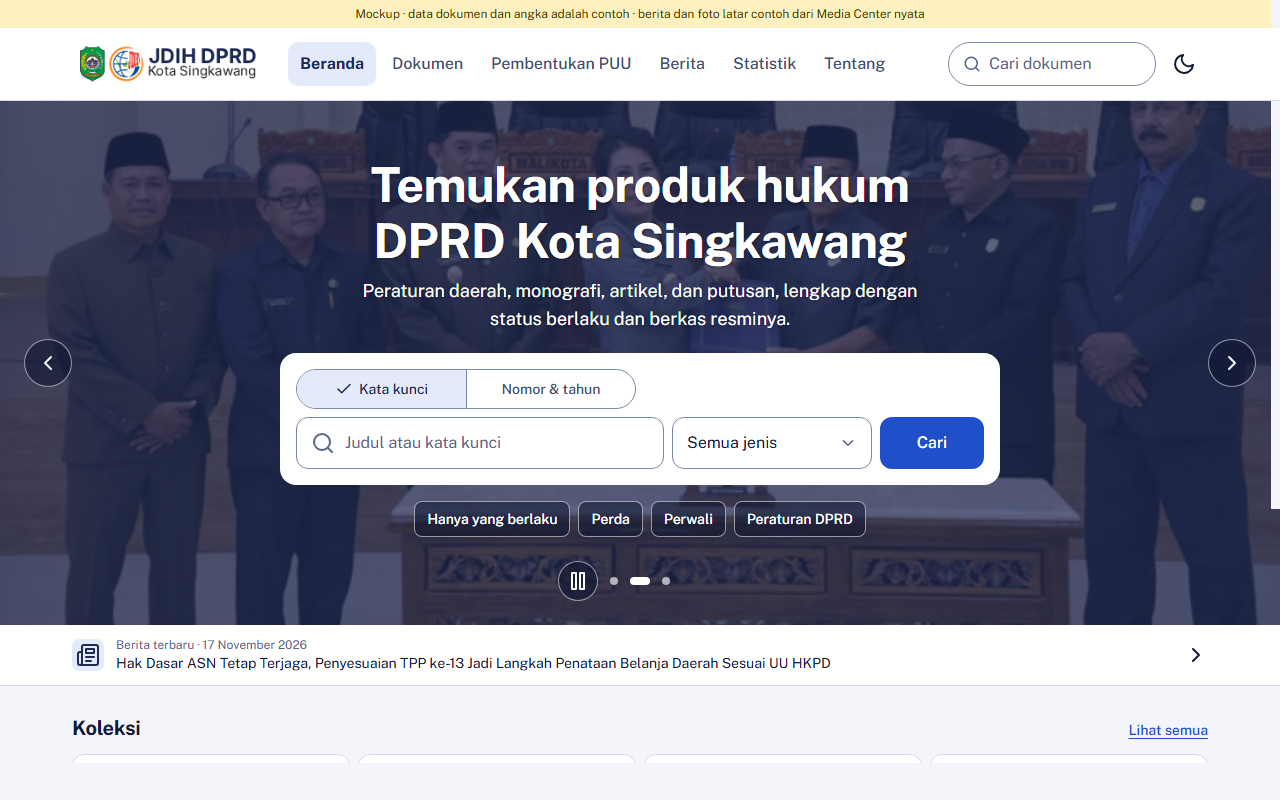 Mockup · data dokumen dan angka adalah contoh · berita dan foto latar contoh dari Media Center nyata
JDIH DPRD
Kota Singkawang
Beranda
Dokumen
Pembentukan PUU
Berita
Statistik
Tentang
Cari dokumen
WALIKOTA
Temukan produk hukum
DPRD Kota Singkawang
Peraturan daerah, monografi, artikel, dan putusan, lengkap dengan
status berlaku dan berkas resminya.
Kata kunci
Nomor & tahun
Judul atau kata kunci
Semua jenis
Cari
Hanya yang berlaku
Perda
Perwali
Peraturan DPRD
Berita terbaru · 17 November 2026
Hak Dasar ASN Tetap Terjaga, Penyesuaian TPP ke-13 Jadi Langkah Penataan Belanja Daerah Sesuai UU HKPD
Koleksi
Lihat semua